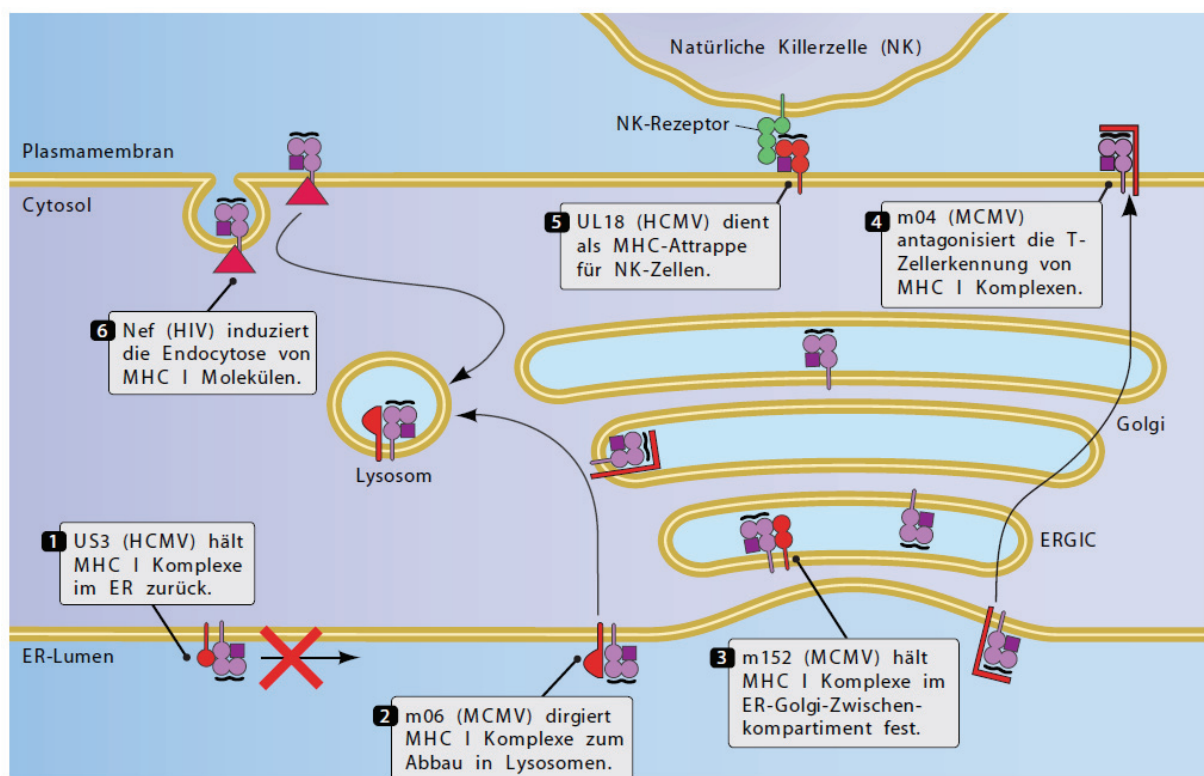 Natürliche Killerzelle (NK)
NK-Rezeptor
Plasmamembran
Cytosol
5 UL18 (HCMV) dient
als MHC-Attrappe
für NK-Zellen.
4 m04 (MCMV)
antagonisiert die T-
Zellerkennung von
MHC I Komplexen.
6 Nef (HIV) induziert
die Endocytose von
MHC I Molekülen.
Lysosom
Golgi
ERGIC
1 US3 (HCMV) hält
MHC I Komplexe
im ER zurück.
ER-Lumen
2 m06 (MCMV) dirgiert
MHC I Komplexe zum
Abbau in Lysosomen.
3 m152 (MCMV) hält
MHC I Komplexe im
ER-Golgi-Zwischen-
kompartiment fest.